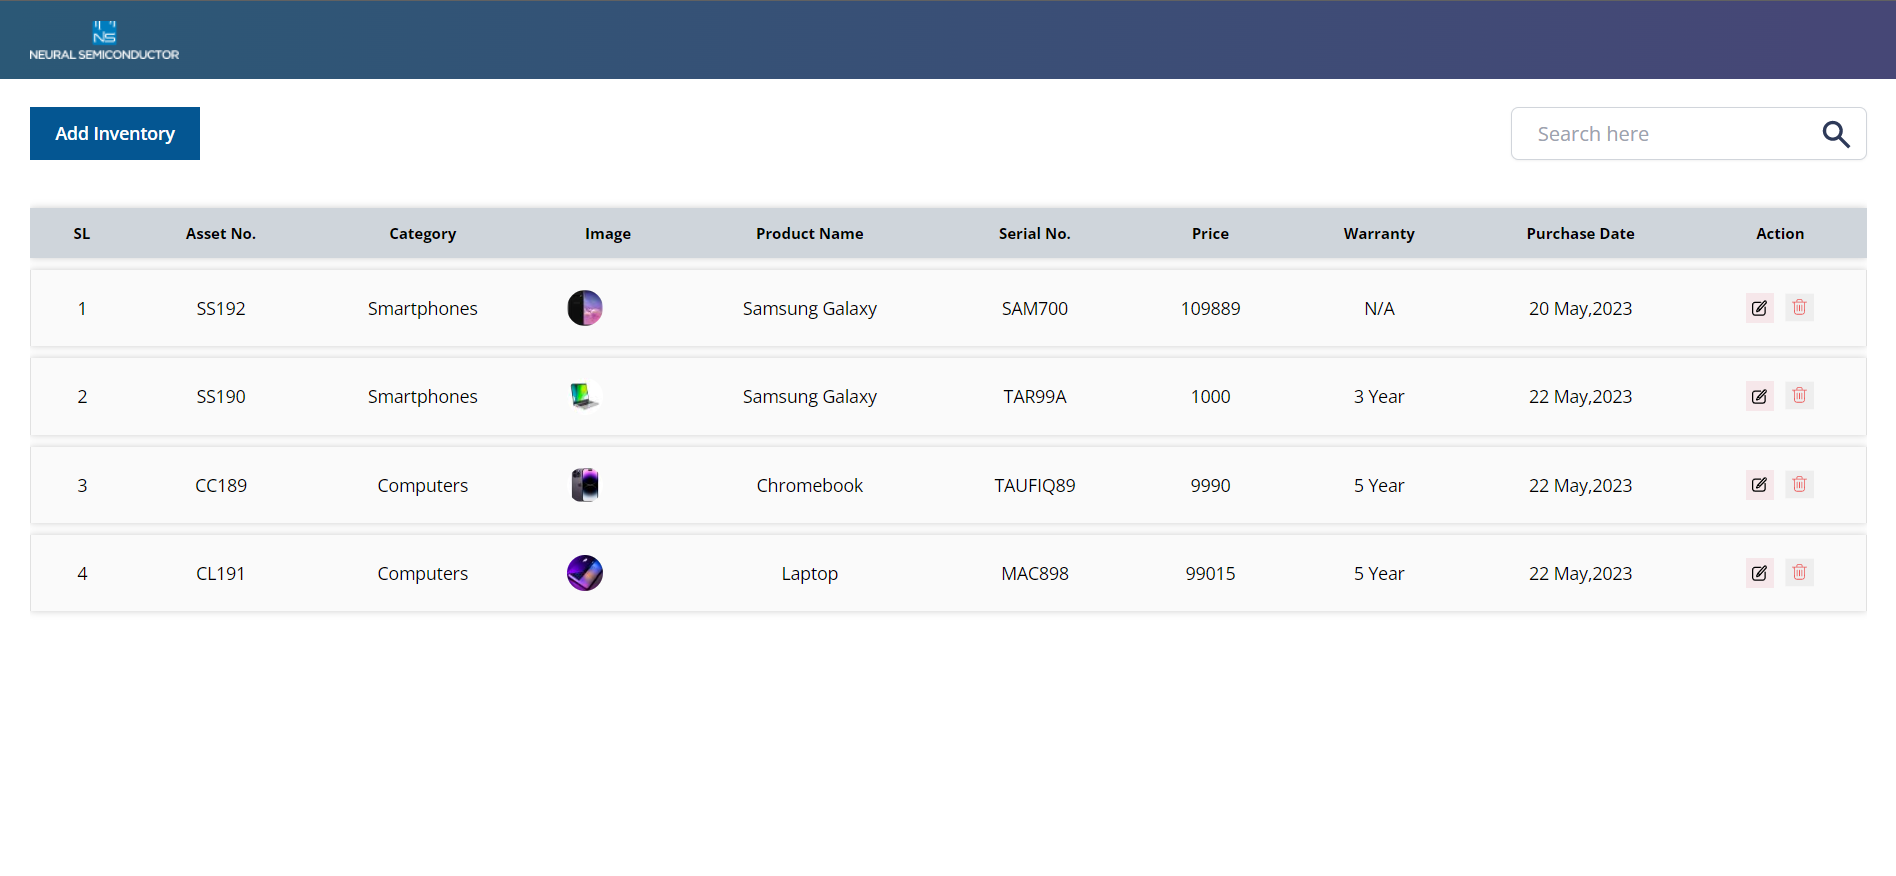 NS
NEURAL SEMICONDUCTOR
Add Inventory
Search here
SL Asset No. Category Image Product Name Serial No. Price Warranty Purchase Date Action
1 SS192 Smartphones Samsung Galaxy SAM700 109889 N/A 20 May,2023
2 SS190 Smartphones Samsung Galaxy TAR99A 1000 3 Year 22 May,2023
3 CC189 Computers Chromebook TAUFIQ89 9990 5 Year 22 May,2023
4 CL191 Computers Laptop MAC898 99015 5 Year 22 May,2023